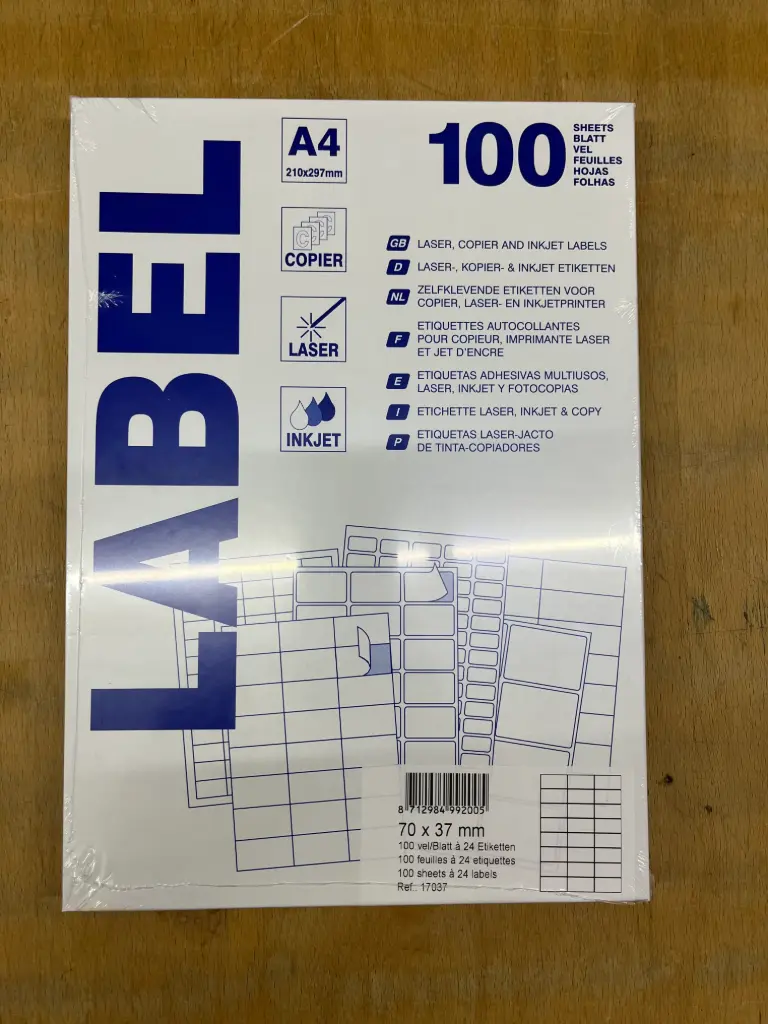 LABEL
A4
210x297mm
COPIER
LASER
INKJET
100
SHEETS
BLATT
VEL
FEUILLES
HOJAS
FOLHAS
GB LASER, COPIER AND INKJET LABELS
D LASER-, KOPIER- & INKJET ETIKETTEN
NL ZELFKLEVENDE ETIKETTEN VOOR
COPIER, LASER- EN INKJETPRINTER
F ETIQUETTES AUTOCOLLANTES
POUR COPIEUR, IMPRIMANTE LASER
ET JET D'ENCRE
E ETIQUETAS ADHESIVAS MULTIUSOS,
LASER, INKJET Y FOTOCOPIAS
I ETICHETTE LASER, INKJET & COPY
P ETIQUETAS LASER-JACTO
DE TINTA-COPIADORES
8 712984 992005
70 x 37 mm
100 vel/Blatt à 24 Etiketten
100 feuilles à 24 etiquettes
100 sheets à 24 labels
Ref.: 17037